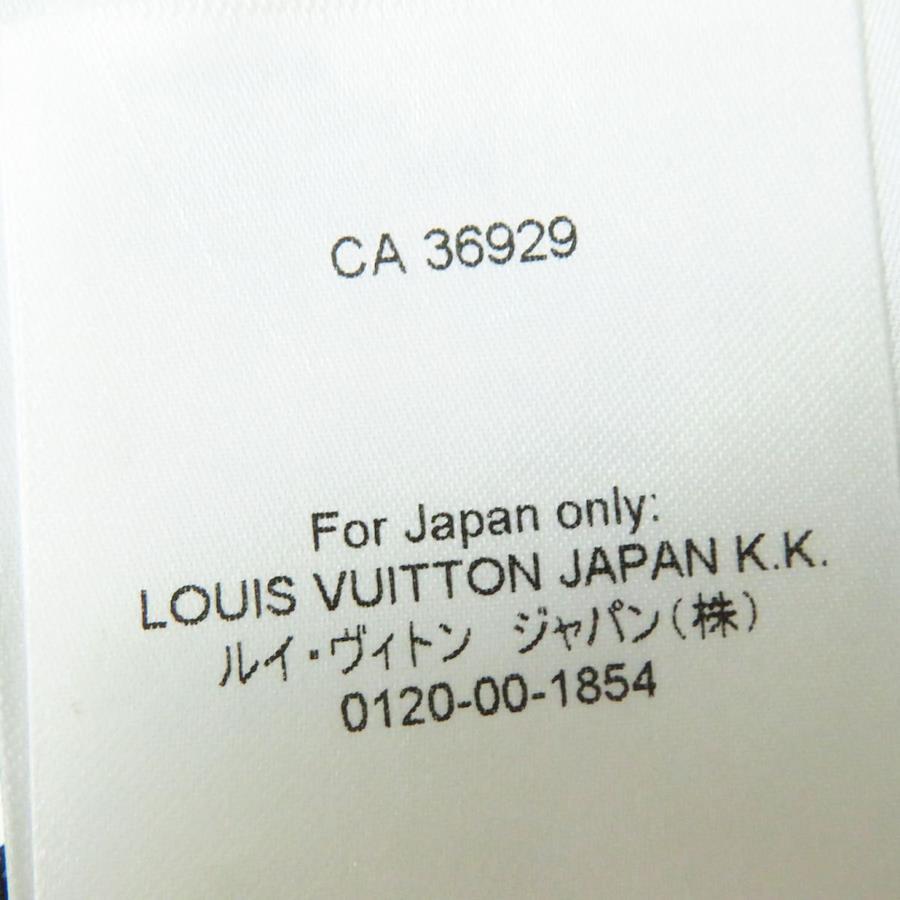 CA 36929
For Japan only:
LOUIS VUITTON JAPAN K.K.
ルイ・ヴィトン　ジャパン(株)
0120-00-1854